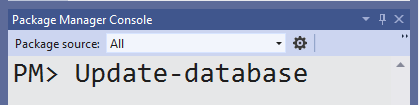 Package Manager Console
Package source: All
PM> Update-database